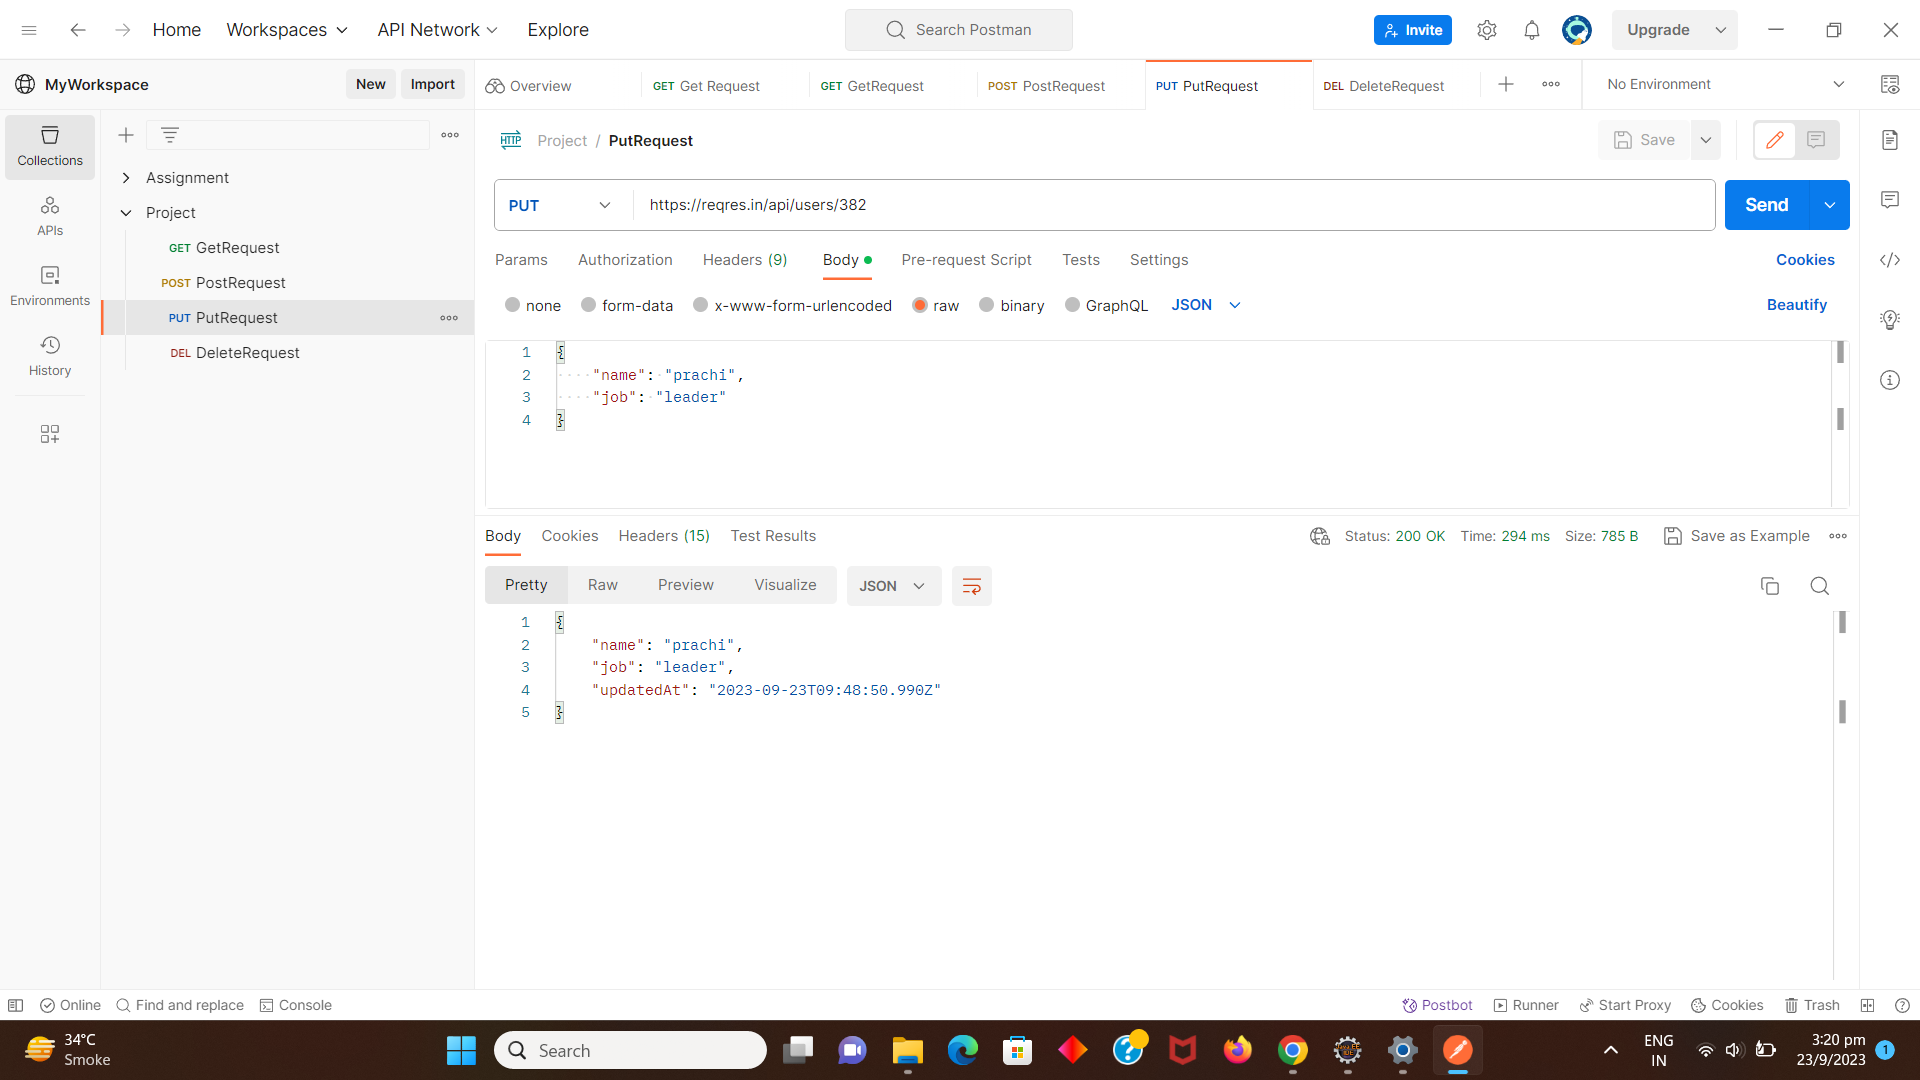 Home Workspaces API Network Explore Search Postman Invite Upgrade
MyWorkspace New Import Overview GET Get Request GET GetRequest POST PostRequest PUT PutRequest DEL DeleteRequest No Environment
HTTP Project / PutRequest Save
Collections
APIs
Environments
History
Assignment
Project
GET GetRequest
POST PostRequest
PUT PutRequest
DEL DeleteRequest
PUT https://reqres.in/api/users/382 Send
Params Authorization Headers (9) Body Pre-request Script Tests Settings Cookies
none form-data x-www-form-urlencoded raw binary GraphQL JSON Beautify
1 {
2 "name": "prachi",
3 "job": "leader"
4 }
Body Cookies Headers (15) Test Results Status: 200 OK Time: 294 ms Size: 785 B Save as Example
Pretty Raw Preview Visualize JSON
1 {
2 "name": "prachi",
3 "job": "leader",
4 "updatedAt": "2023-09-23T09:48:50.990Z"
5 }
Online Find and replace Console Postbot Runner Start Proxy Cookies Trash
34°C
Smoke
Search
ENG
IN
3:20 pm
23/9/2023
1